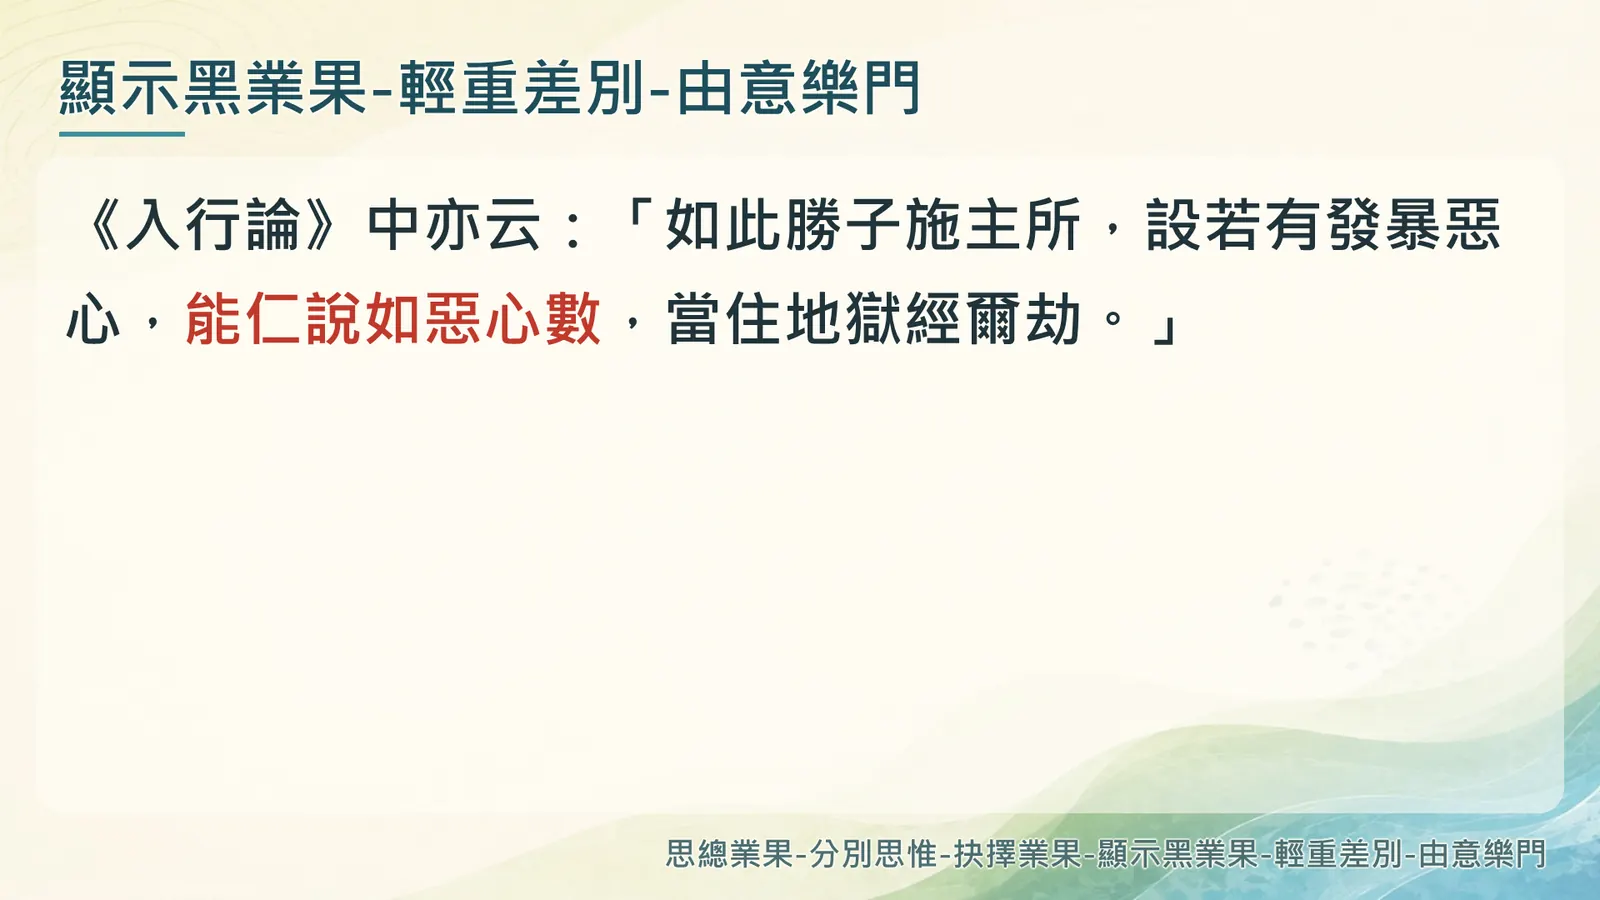 顯示黑業果-輕重差別-由意樂門
《入行論》中亦云：「如此勝子施主所，設若有發暴惡
心，能仁說如惡心數，當住地獄經爾劫。」
思總業果-分別思惟-抉擇業果-顯示黑業果-輕重差別-由意樂門